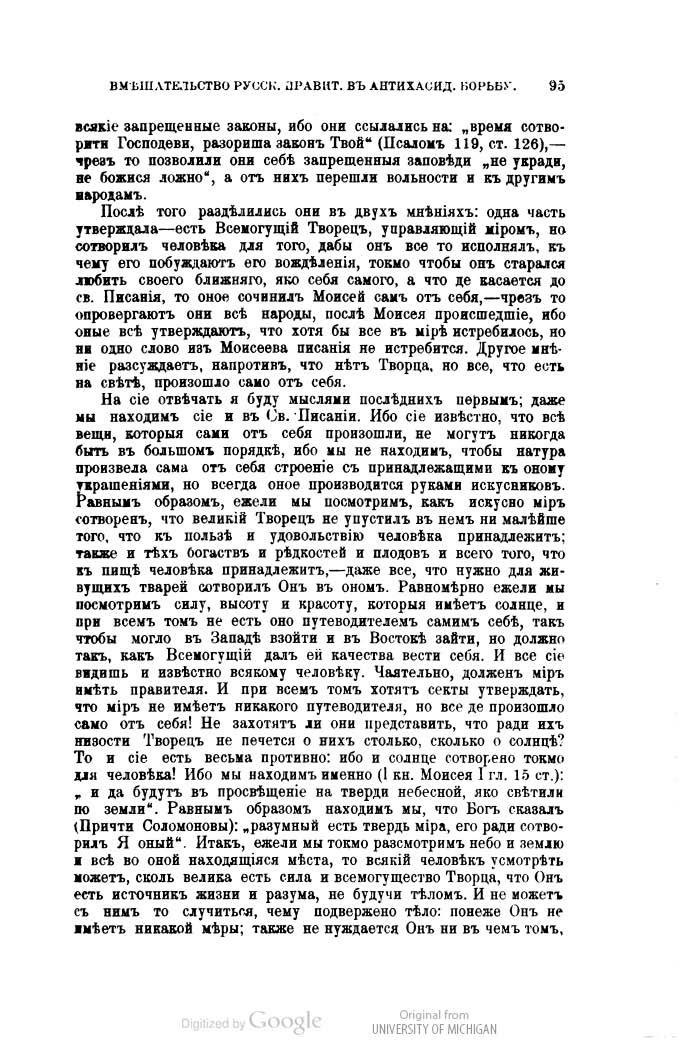 ВМѢШАТЕЛЬСТВО РУССК. ПРАВИТ. ВЪ АНТИХАСИД. БОРЬБУ. 95
всякіе запрещенные законы, ибо они ссылались на: „время сотво-
рити Господеви, разориша законъ Твой“ (Псаломъ 119, ст. 126),—
чрезъ то позволили они себѣ запрещенныя заповѣди „не укради,
не божися ложно“, а отъ нихъ перешли вольности и къ другимъ
народамъ.
Послѣ того раздѣлились они въ двухъ мнѣніяхъ: одна часть
утверждала—есть Всемогущій Творецъ, управляющій міромъ, но
сотворилъ человѣка для того, дабы онъ все то исполнялъ, къ
чему его побуждаютъ его вожделѣнія, токмо чтобы онъ старался
любить своего ближняго, яко себя самого, а что де касается до
св. Писанія, то оное сочинилъ Моисей самъ отъ себя,—чрезъ то
опровергаютъ они всѣ народы, послѣ Моисея происшедшіе, ибо
оные всѣ утверждаютъ, что хотя бы все въ мірѣ истребилось, но
ни одно слово изъ Моисеева писанія не истребится. Другое мнѣ-
ніе разсуждаетъ, напротивъ, что нѣтъ Творца, но все, что есть
на свѣтѣ, произошло само отъ себя.
На сіе отвѣчать я буду мыслями послѣднихъ первымъ; даже
мы находимъ сіе и въ Св. Писаніи. Ибо сіе извѣстно, что всѣ
вещи, которыя сами отъ себя произошли, не могутъ никогда
быть въ большомъ порядкѣ, ибо мы не находимъ, чтобы натура
произвела сама отъ себя строеніе съ принадлежащими къ оному
украшеніями, но всегда оное производится руками искусниковъ.
Равнымъ образомъ, ежели мы посмотримъ, какъ искусно міръ
сотворенъ, что великій Творецъ не упустилъ въ немъ ни малѣйше
того, что къ пользѣ и удовольствію человѣка принадлежитъ;
также и тѣхъ богаствъ и рѣдкостей и плодовъ и всего того, что
къ пищѣ человѣка принадлежитъ,—даже все, что нужно для жи-
вущихъ тварей сотворилъ Онъ въ ономъ. Равномѣрно ежели мы
посмотримъ силу, высоту и красоту, которыя имѣетъ солнце, и
при всемъ томъ не есть оно путеводителемъ самимъ себѣ, такъ
чтобы могло въ Западѣ взойти и въ Востокѣ зайти, но должно
такъ, какъ Всемогущій далъ ей качества вести себя. И все сіе
видишь и извѣстно всякому человѣку. Чаятельно, долженъ міръ
имѣть правителя. И при всемъ томъ хотятъ секты утверждать,
что міръ не имѣетъ никакого путеводителя, но все де произошло
само отъ себя! Не захотятъ ли они представить, что ради ихъ
низости Творецъ не печется о нихъ столько, сколько о солнцѣ?
То и сіе есть весьма противно: ибо и солнце сотворено токмо
для человѣка! Ибо мы находимъ именно (1 кн. Моисея I гл. 15 ст.):
„ и да будутъ въ просвѣщеніе на тверди небесной, яко свѣтили
по земли“. Равнымъ образомъ находимъ мы, что Богъ сказалъ
(Причти Соломоновы): „разумный есть твердь міра, его ради сотво-
рилъ Я оный“. Итакъ, ежели мы токмо разсмотримъ небо и землю
и всѣ во оной находящіяся мѣста, то всякій человѣкъ усмотрѣть
можетъ, сколь велика есть сила и всемогущество Творца, что Онъ
есть источникъ жизни и разума, не будучи тѣломъ. И не можетъ
съ нимъ то случиться, чему подвержено тѣло: понеже Онъ не
имѣетъ никакой мѣры; также не нуждается Онъ ни въ чемъ томъ,
Digitized by Google
Original from
UNIVERSITY OF MICHIGAN